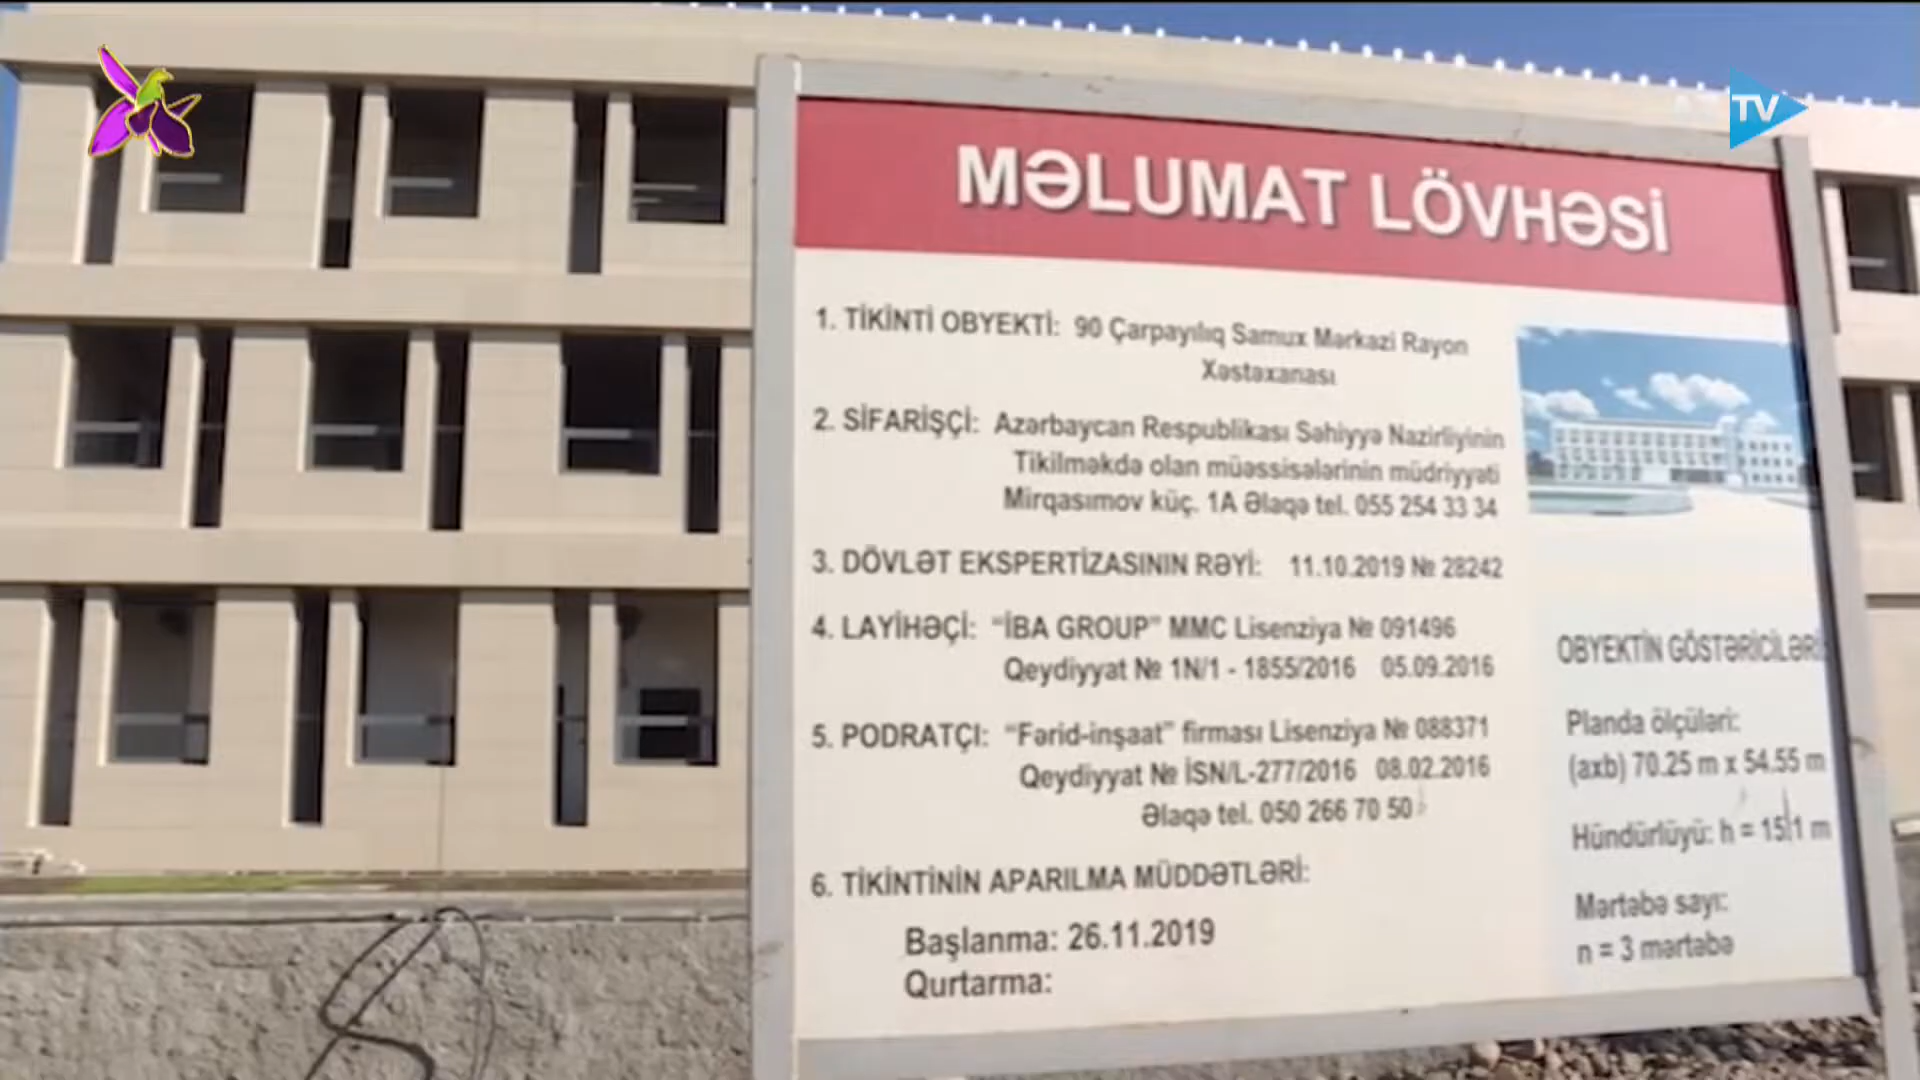 AZTV
MƏLUMAT LÖVHƏSİ
1. TİKİNTİ OBYEKTİ: 90 Çarpayılıq Samux Mərkəzi Rayon
Xəstəxanası
2. SİFARİŞÇİ: Azərbaycan Respublikası Səhiyyə Nazirliyinin
Tikilməkdə olan müəssisələrinin müdriyyəti
Mirqasımov küç. 1A Əlaqə tel. 055 254 33 34
3. DÖVLƏT EKSPERTİZASININ RƏYİ: 11.10.2019 № 28242
4. LAYİHƏÇİ: “İBA GROUP” MMC Lisenziya № 091496
Qeydiyyat № 1N/1 - 1855/2016 05.09.2016
5. PODRATÇI: “Fərid-inşaat” firması Lisenziya № 088371
Qeydiyyat № İSN/L-277/2016 08.02.2016
Əlaqə tel. 050 266 70 50
6. TİKİNTİNİN APARILMA MÜDDƏTLƏRİ:
Başlanma: 26.11.2019
Qurtarma:
OBYEKTİN GÖSTƏRİCİLƏRİ
Planda ölçüləri:
(axb) 70.25 m x 54.55 m
Hündürlüyü: h = 15.1 m
Mərtəbə sayı:
n = 3 mərtəbə